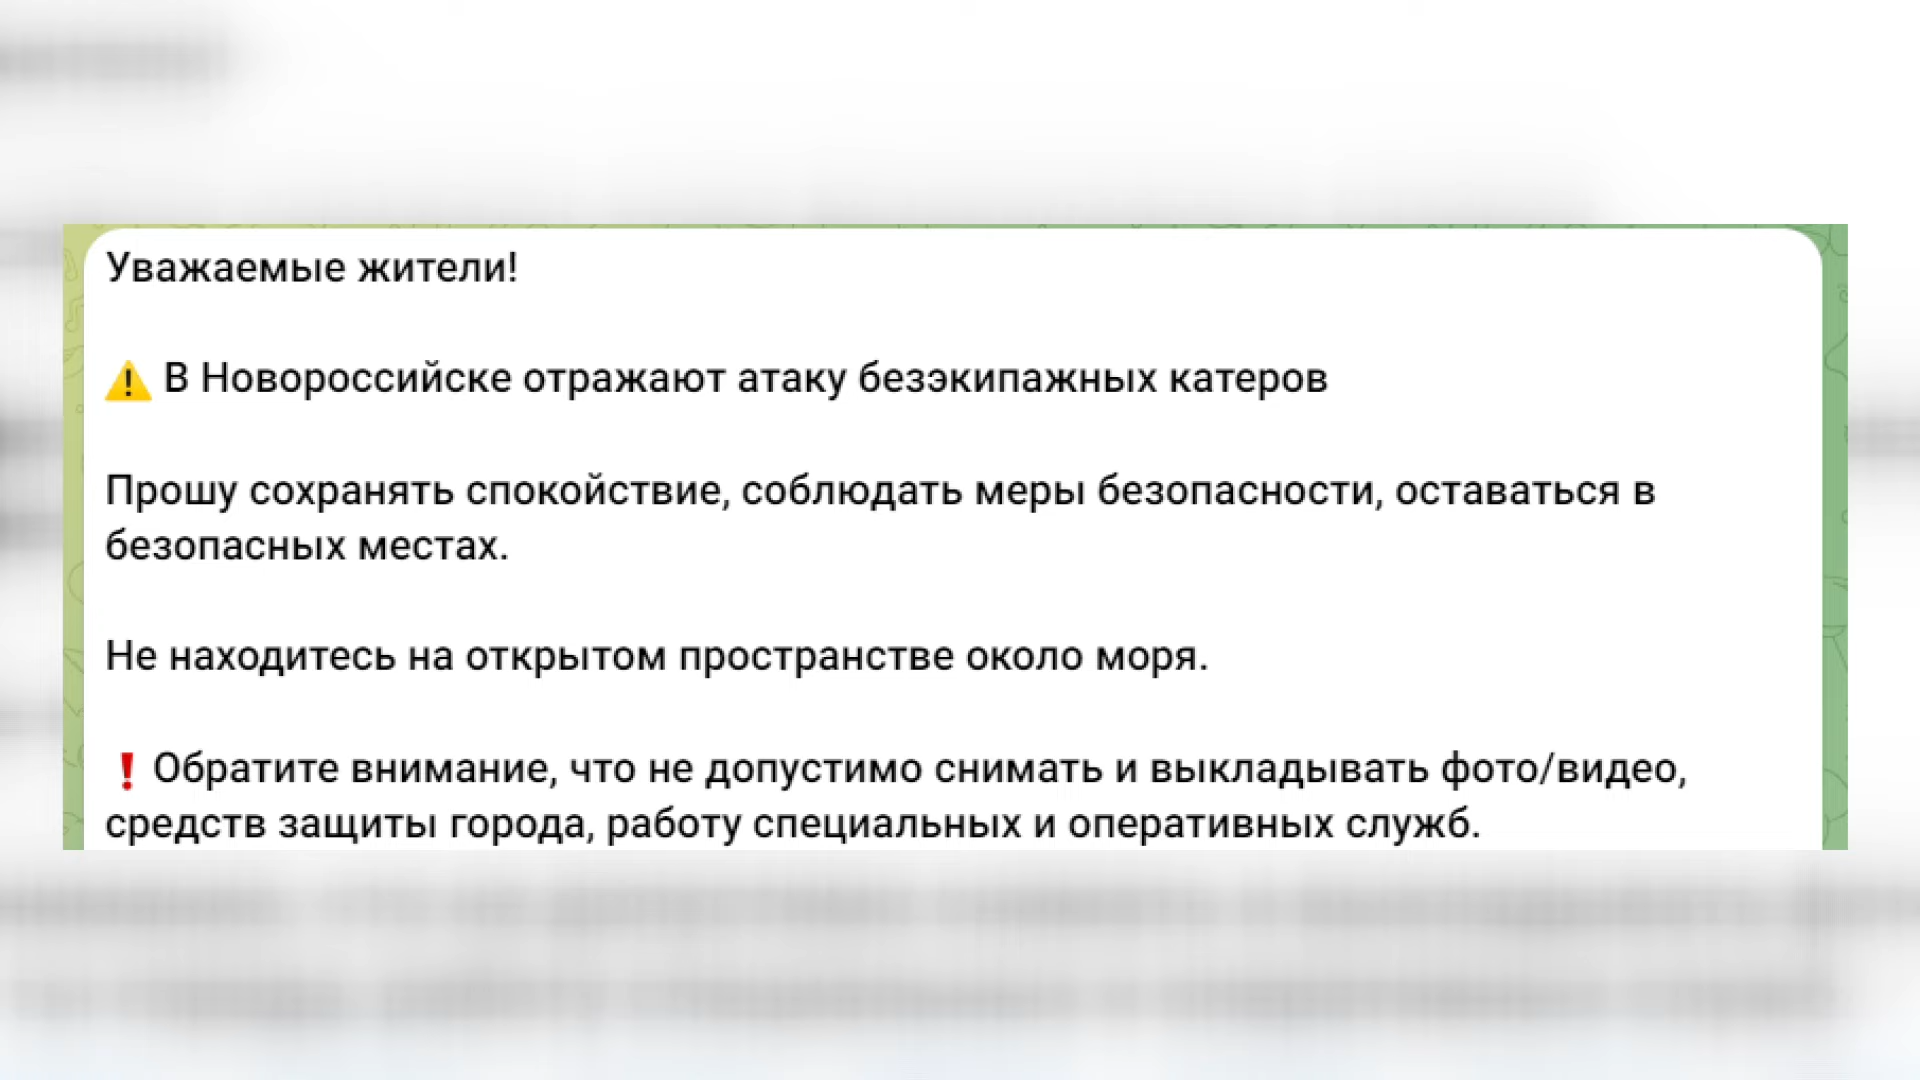 Уважаемые жители!
⚠️ В Новороссийске отражают атаку безэкипажных катеров
Прошу сохранять спокойствие, соблюдать меры безопасности, оставаться в
безопасных местах.
Не находитесь на открытом пространстве около моря.
❗ Обратите внимание, что не допустимо снимать и выкладывать фото/видео,
средств защиты города, работу специальных и оперативных служб.